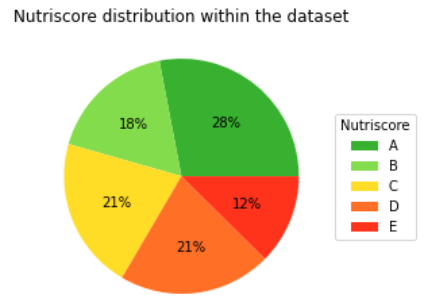 Nutriscore distribution within the dataset
28%
18%
21%
21%
12%
Nutriscore
A
B
C
D
E